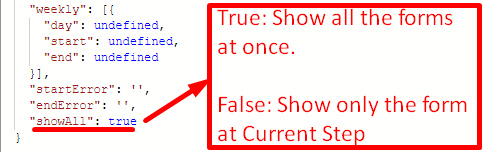 "weekly": [{
"day": undefined,
"start": undefined,
"end": undefined
}],
"startError": '',
"endError": '',
"showAll": true
}
True: Show all the forms
at once.
False: Show only the form
at Current Step